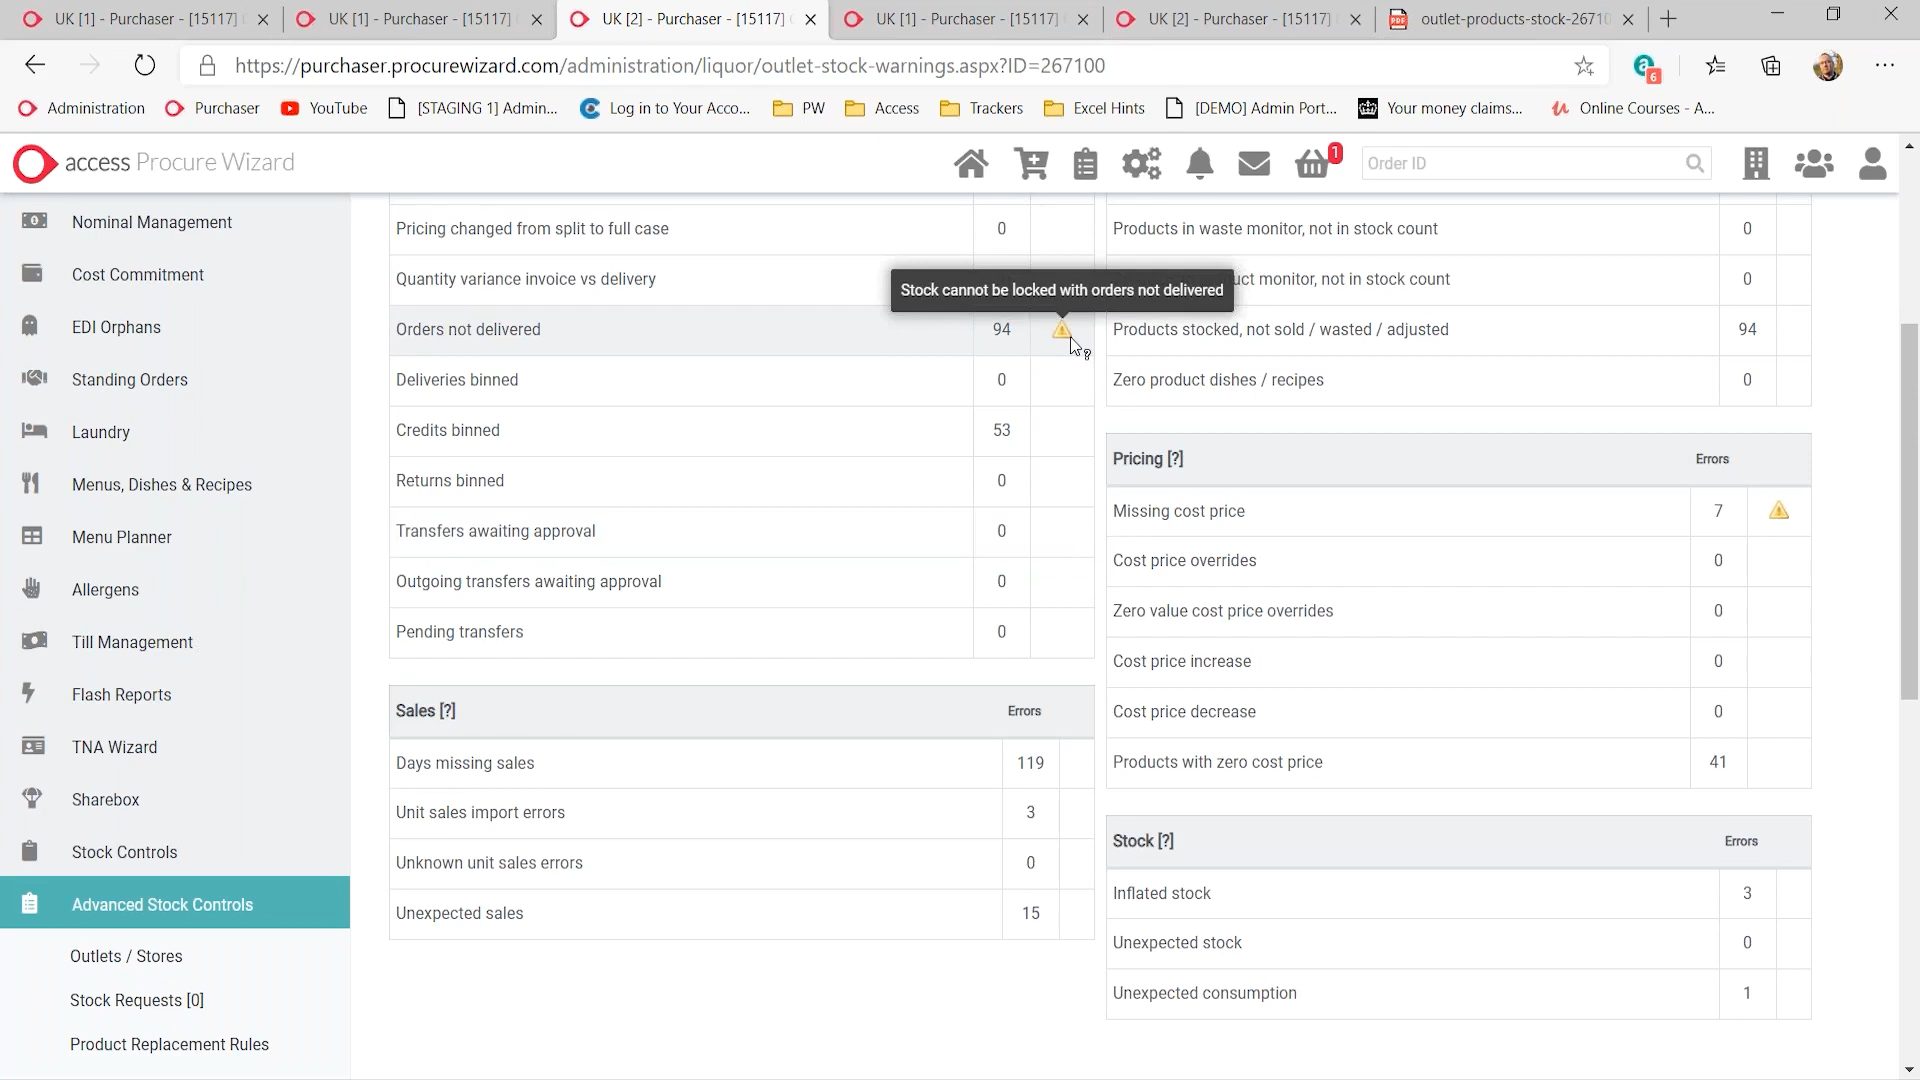 UK [1] - Purchaser - [15117]
UK [1] - Purchaser - [15117]
UK [2] - Purchaser - [15117]
UK [1] - Purchaser - [15117]
UK [2] - Purchaser - [15117]
outlet-products-stock-26710
https://purchaser.procurewizard.com/administration/liquor/outlet-stock-warnings.aspx?ID=267100
6
Administration
Purchaser
YouTube
[STAGING 1] Admin...
Log in to Your Acco...
PW
Access
Trackers
Excel Hints
[DEMO] Admin Port...
Your money claims...
Online Courses - A...
access Procure Wizard
1
Order ID
Nominal Management
Cost Commitment
EDI Orphans
Standing Orders
Laundry
Menus, Dishes & Recipes
Menu Planner
Allergens
Till Management
Flash Reports
TNA Wizard
Sharebox
Stock Controls
Advanced Stock Controls
Outlets / Stores
Stock Requests [0]
Product Replacement Rules
Pricing changed from split to full case 0
Quantity variance invoice vs delivery
Stock cannot be locked with orders not delivered
Orders not delivered 94
Deliveries binned 0
Credits binned 53
Returns binned 0
Transfers awaiting approval 0
Outgoing transfers awaiting approval 0
Pending transfers 0
Sales [?] Errors
Days missing sales 119
Unit sales import errors 3
Unknown unit sales errors 0
Unexpected sales 15
Products in waste monitor, not in stock count 0
uct monitor, not in stock count 0
Products stocked, not sold / wasted / adjusted 94
Zero product dishes / recipes 0
Pricing [?] Errors
Missing cost price 7
Cost price overrides 0
Zero value cost price overrides 0
Cost price increase 0
Cost price decrease 0
Products with zero cost price 41
Stock [?] Errors
Inflated stock 3
Unexpected stock 0
Unexpected consumption 1